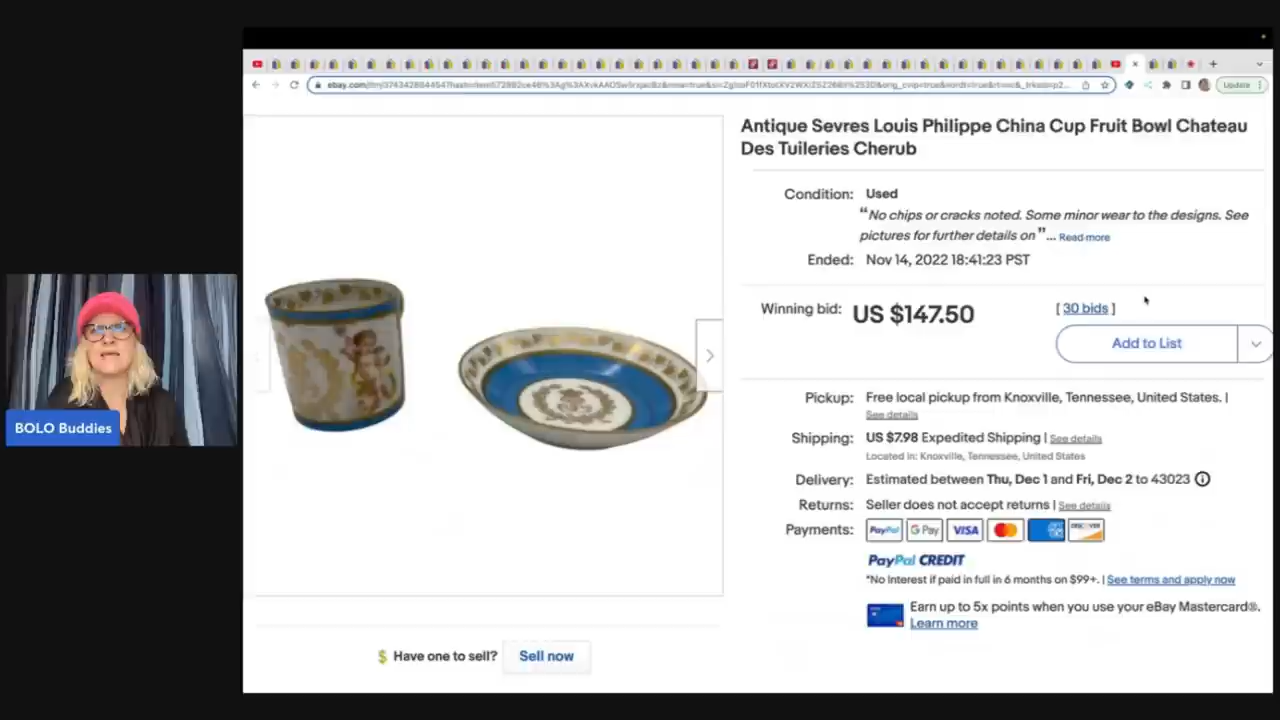 ebay.com
Update
Antique Sevres Louis Philippe China Cup Fruit Bowl Chateau
Des Tuileries Cherub
Condition: Used
“No chips or cracks noted. Some minor wear to the designs. See
pictures for further details on ”... Read more
Ended: Nov 14, 2022 18:41:23 PST
Winning bid: US $147.50 [ 30 bids ]
Add to List
Pickup: Free local pickup from Knoxville, Tennessee, United States. |
See details
Shipping: US $7.98 Expedited Shipping | See details
Located in: Knoxville, Tennessee, United States
Delivery: Estimated between Thu, Dec 1 and Fri, Dec 2 to 43023
Returns: Seller does not accept returns | See details
Payments: PayPal G Pay VISA DISCOVER
PayPal CREDIT
*No Interest if paid in full in 6 months on $99+. | See terms and apply now
Earn up to 5x points when you use your eBay Mastercard®.
Learn more
$ Have one to sell? Sell now
BOLO Buddies